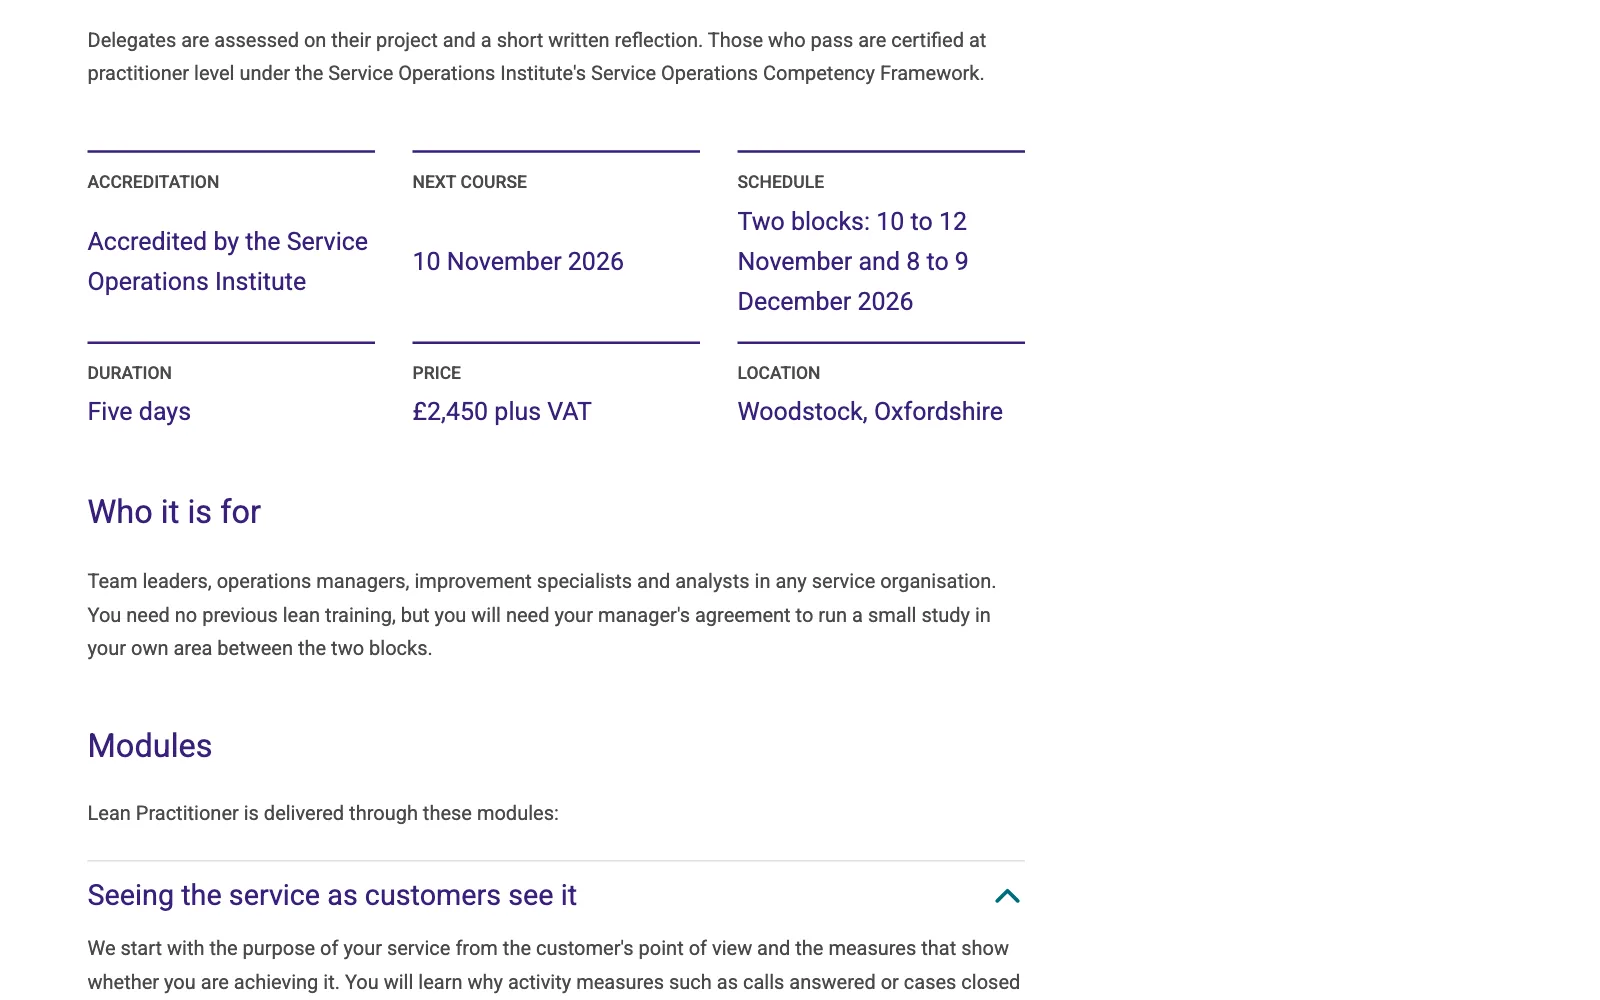 Delegates are assessed on their project and a short written reflection. Those who pass are certified at
practitioner level under the Service Operations Institute's Service Operations Competency Framework.
ACCREDITATION
Accredited by the Service
Operations Institute
NEXT COURSE
10 November 2026
SCHEDULE
Two blocks: 10 to 12
November and 8 to 9
December 2026
DURATION
Five days
PRICE
£2,450 plus VAT
LOCATION
Woodstock, Oxfordshire
Who it is for
Team leaders, operations managers, improvement specialists and analysts in any service organisation.
You need no previous lean training, but you will need your manager's agreement to run a small study in
your own area between the two blocks.
Modules
Lean Practitioner is delivered through these modules:
Seeing the service as customers see it
We start with the purpose of your service from the customer's point of view and the measures that show
whether you are achieving it. You will learn why activity measures such as calls answered or cases closed